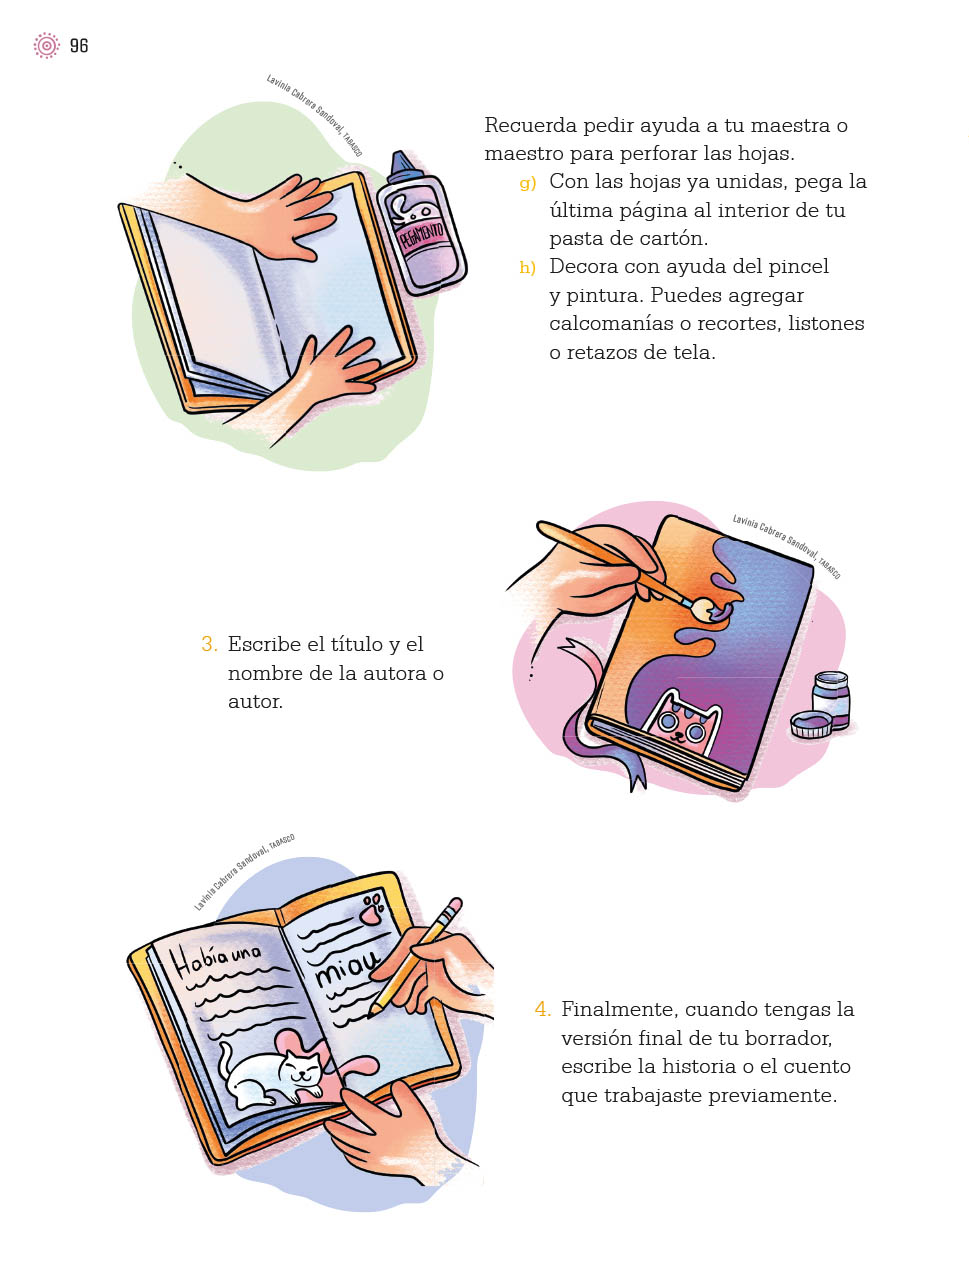 96
Lavinia Cabrera Sandoval, TABASCO
Recuerda pedir ayuda a tu maestra o
maestro para perforar las hojas.
g) Con las hojas ya unidas, pega la
última página al interior de tu
pasta de cartón.
h) Decora con ayuda del pincel
y pintura. Puedes agregar
calcomanías o recortes, listones
o retazos de tela.
PEGAMENTO
Lavinia Cabrera Sandoval, TABASCO
3. Escribe el título y el
nombre de la autora o
autor.
Lavinia Cabrera Sandoval, TABASCO
Había una
miau
4. Finalmente, cuando tengas la
versión final de tu borrador,
escribe la historia o el cuento
que trabajaste previamente.